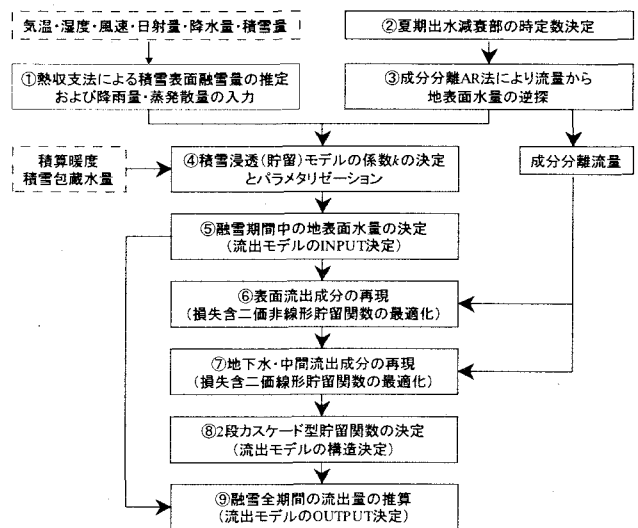 気温・湿度・風速・日射量・降水量・積雪量
②夏期出水減衰部の時定数決定
①熱収支法による積雪表面融雪量の推定
および降雨量・蒸発散量の入力
③成分分離AR法により流量から
地表面水量の逆探
積算暖度
積雪包蔵水量
④積雪浸透(貯留)モデルの係数kの決定
とパラメタリゼーション
成分分離流量
⑤融雪期間中の地表面水量の決定
(流出モデルのINPUT決定)
⑥表面流出成分の再現
(損失含二価非線形貯留関数の最適化)
⑦地下水・中間流出成分の再現
(損失含二価線形貯留関数の最適化)
⑧2段カスケード型貯留関数の決定
(流出モデルの構造決定)
⑨融雪全期間の流出量の推算
(流出モデルのOUTPUT決定)